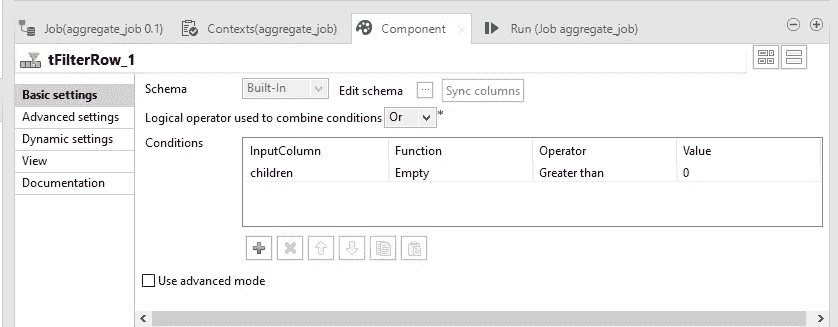 Job(aggregate_job 0.1) Contexts(aggregate_job) Component Run (Job aggregate_job)
tFilterRow_1
Basic settings
Advanced settings
Dynamic settings
View
Documentation
Schema Built-In Edit schema ... Sync columns
Logical operator used to combine conditions Or *
Conditions
InputColumn Function Operator Value
children Empty Greater than 0
Use advanced mode